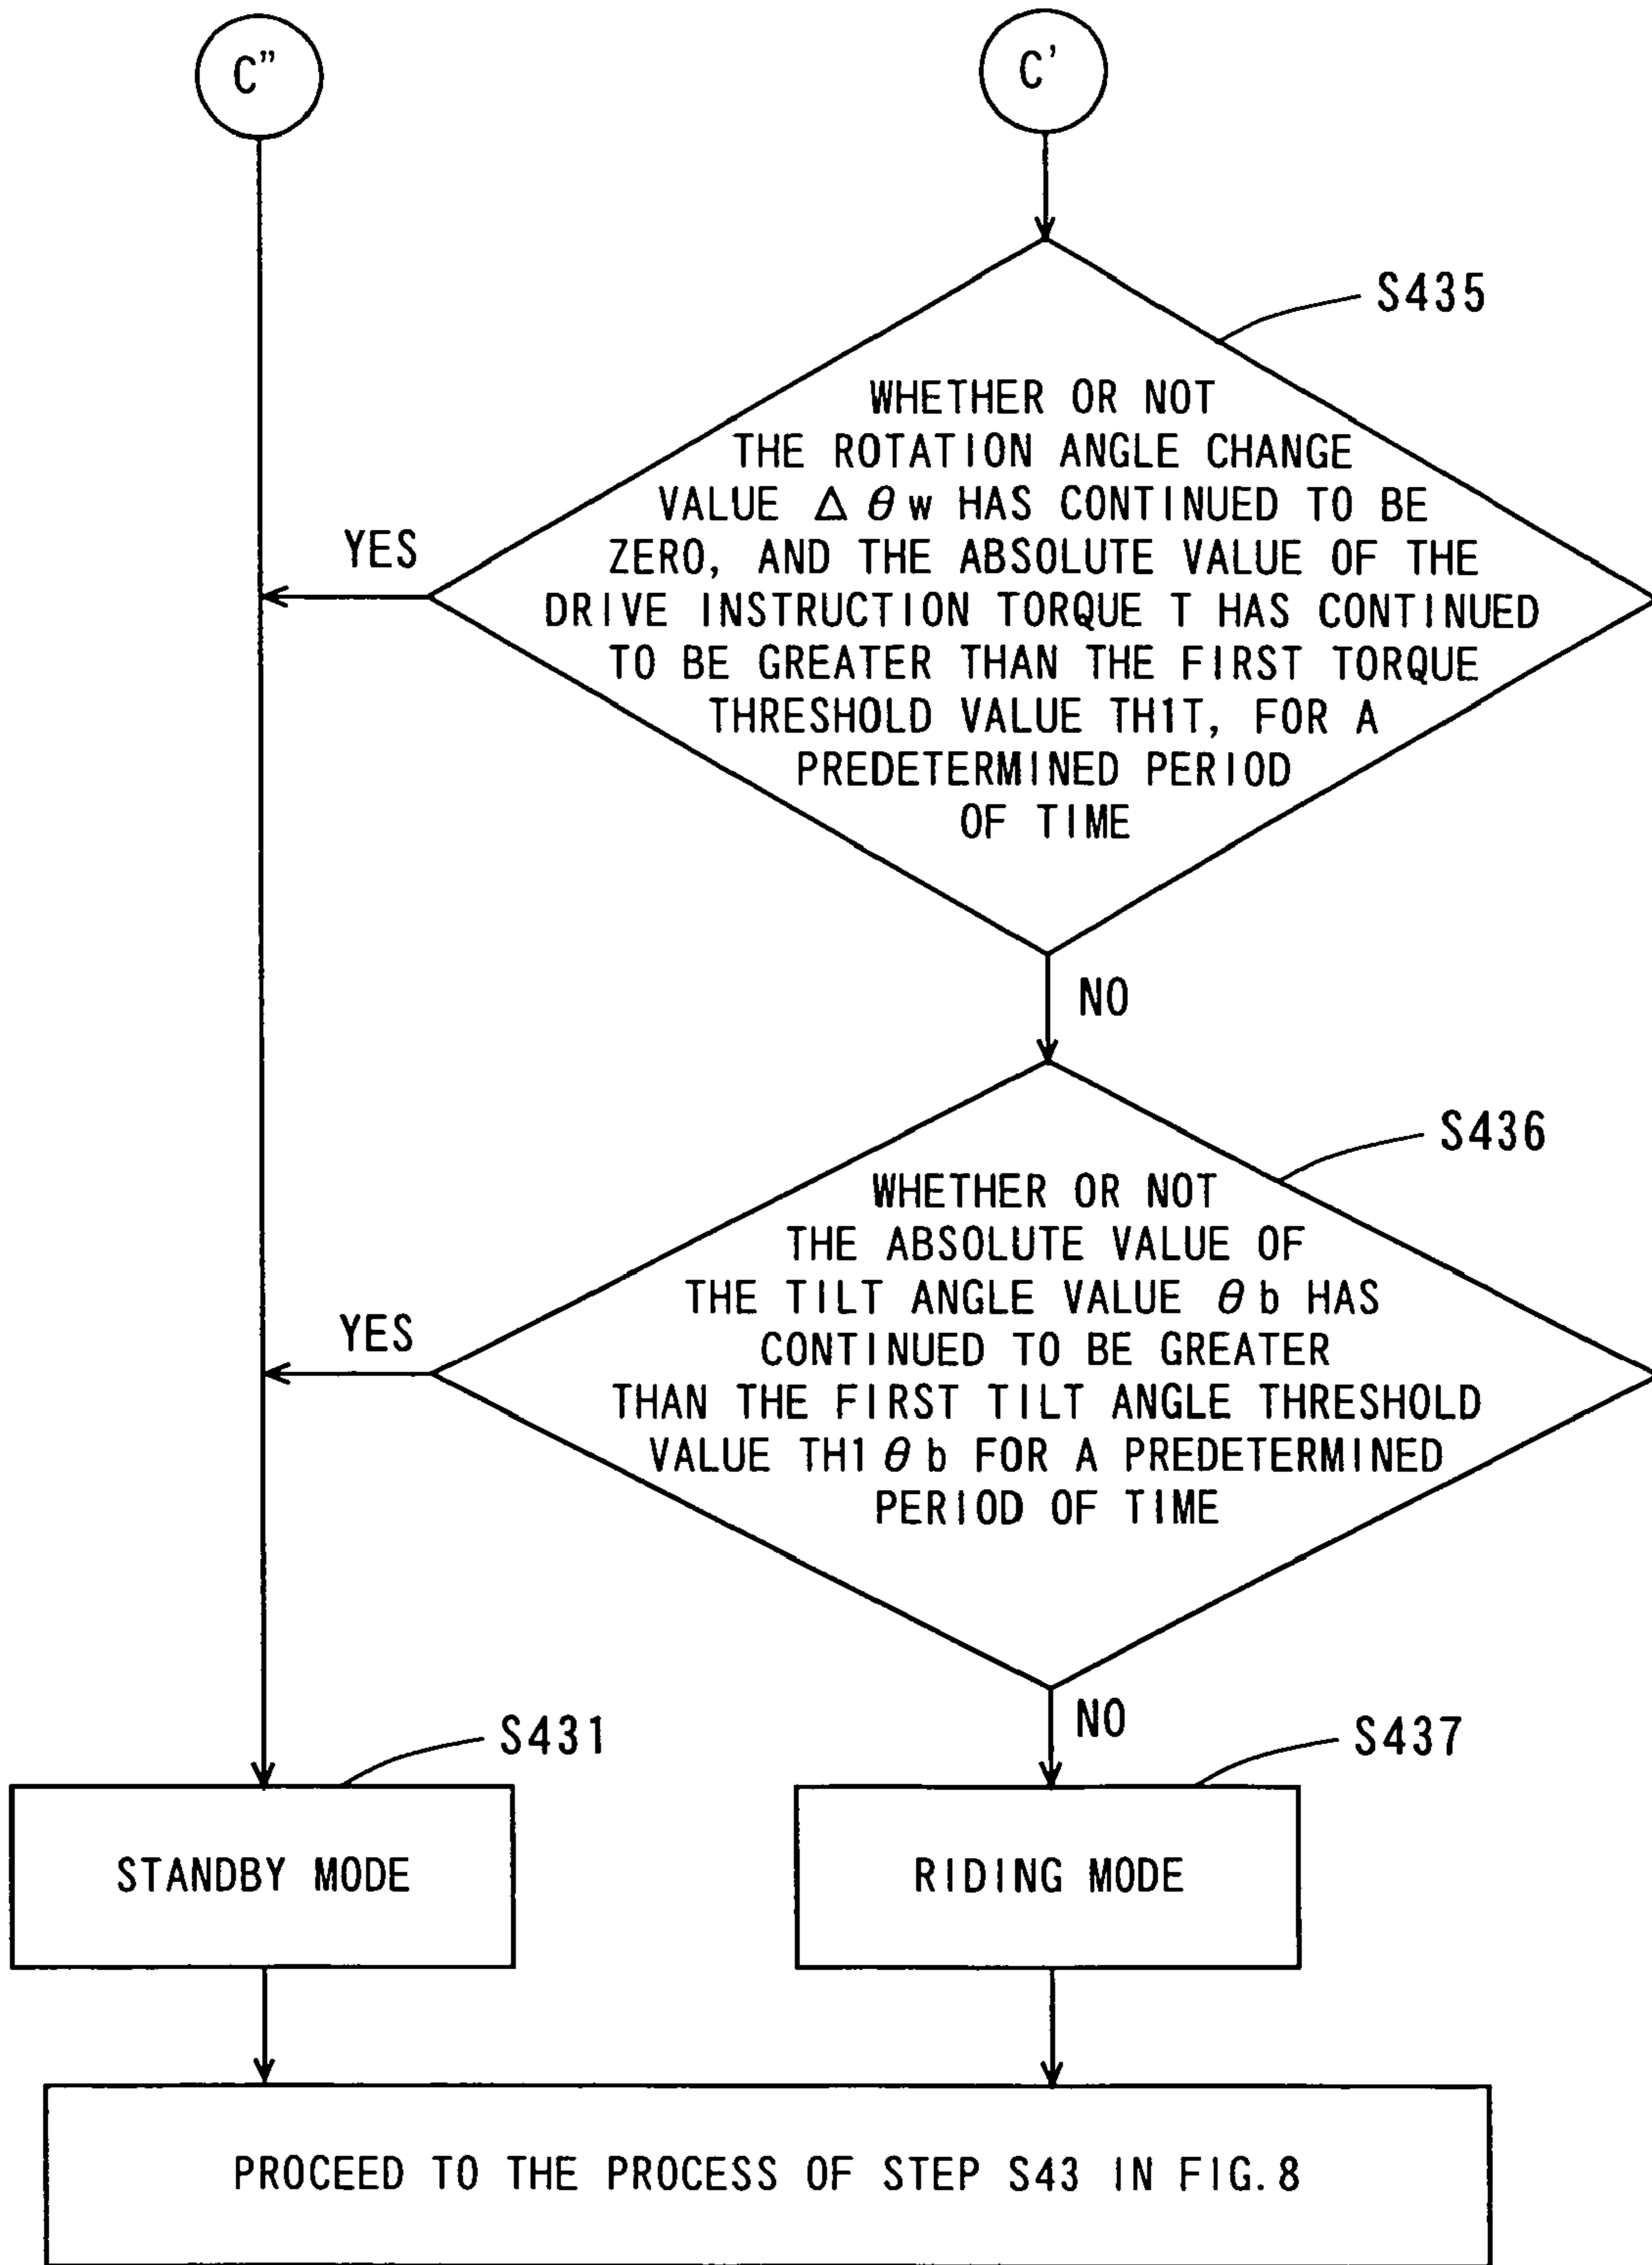 C"
C'
S435
WHETHER OR NOT
THE ROTATION ANGLE CHANGE
VALUE Δθw HAS CONTINUED TO BE
ZERO, AND THE ABSOLUTE VALUE OF THE
DRIVE INSTRUCTION TORQUE T HAS CONTINUED
TO BE GREATER THAN THE FIRST TORQUE
THRESHOLD VALUE TH1T, FOR A
PREDETERMINED PERIOD
OF TIME
YES
NO
S436
WHETHER OR NOT
THE ABSOLUTE VALUE OF
THE TILT ANGLE VALUE θb HAS
CONTINUED TO BE GREATER
THAN THE FIRST TILT ANGLE THRESHOLD
VALUE TH1θb FOR A PREDETERMINED
PERIOD OF TIME
YES
NO
S431
STANDBY MODE
S437
RIDING MODE
PROCEED TO THE PROCESS OF STEP S43 IN FIG.8